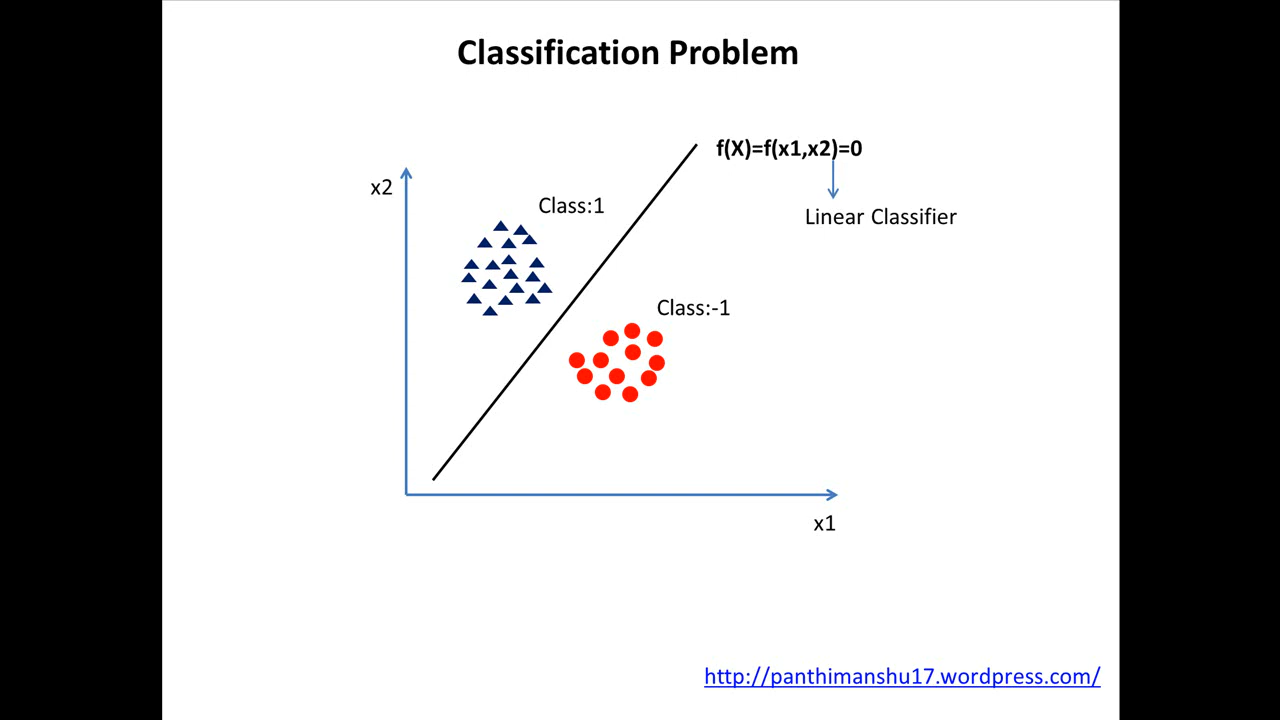 Classification Problem
f(X)=f(x1,x2)=0
x2
Class:1
Linear Classifier
Class:-1
x1
http://panthimanshu17.wordpress.com/